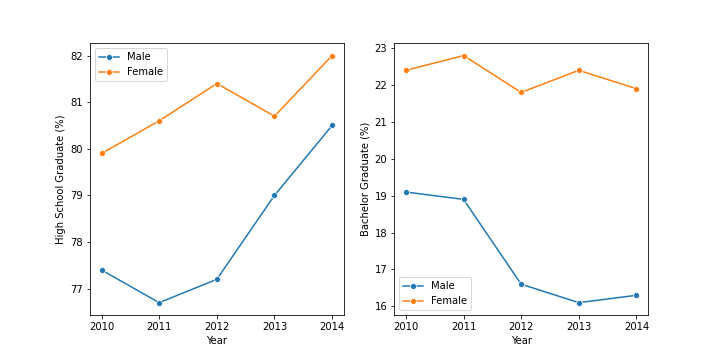 High School Graduate (%)
82
81
80
79
78
77
Male
Female
2010 2011 2012 2013 2014
Year
Bachelor Graduate (%)
23
22
21
20
19
18
17
16
Male
Female
2010 2011 2012 2013 2014
Year